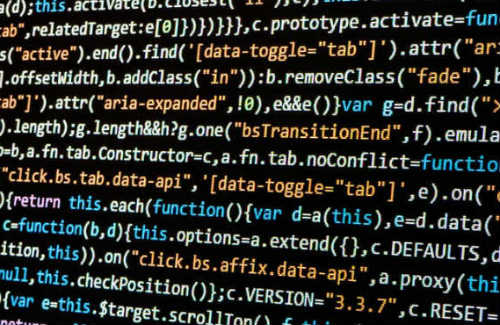 a(d);this.activate(b.closest("li
tab",relatedTarget:e[0]})})}}},c.prototype.activate=func
s("active").end().find('[data-toggle="tab"]').attr("ari
].offsetWidth,b.addClass("in")):b.removeClass("fade"),b
ab"]').attr("aria-expanded",!0),e&&e()}var g=d.find(">
).length);g.length&&h?g.one("bsTransitionEnd",f).emula
b=b,a.fn.tab.Constructor=c,a.fn.tab.noConflict=functio
"click.bs.tab.data-api",'[data-toggle="tab"]',e).on("c
){return this.each(function(){var d=a(this),e=d.data("
c=function(b,d){this.options=a.extend({},c.DEFAULTS,d
ition,this)).on("click.bs.affix.data-api",a.proxy(thi
null,this.checkPosition()};c.VERSION="3.3.7",c.RESET=
){var e=this.$target.scrollTop(),f=this